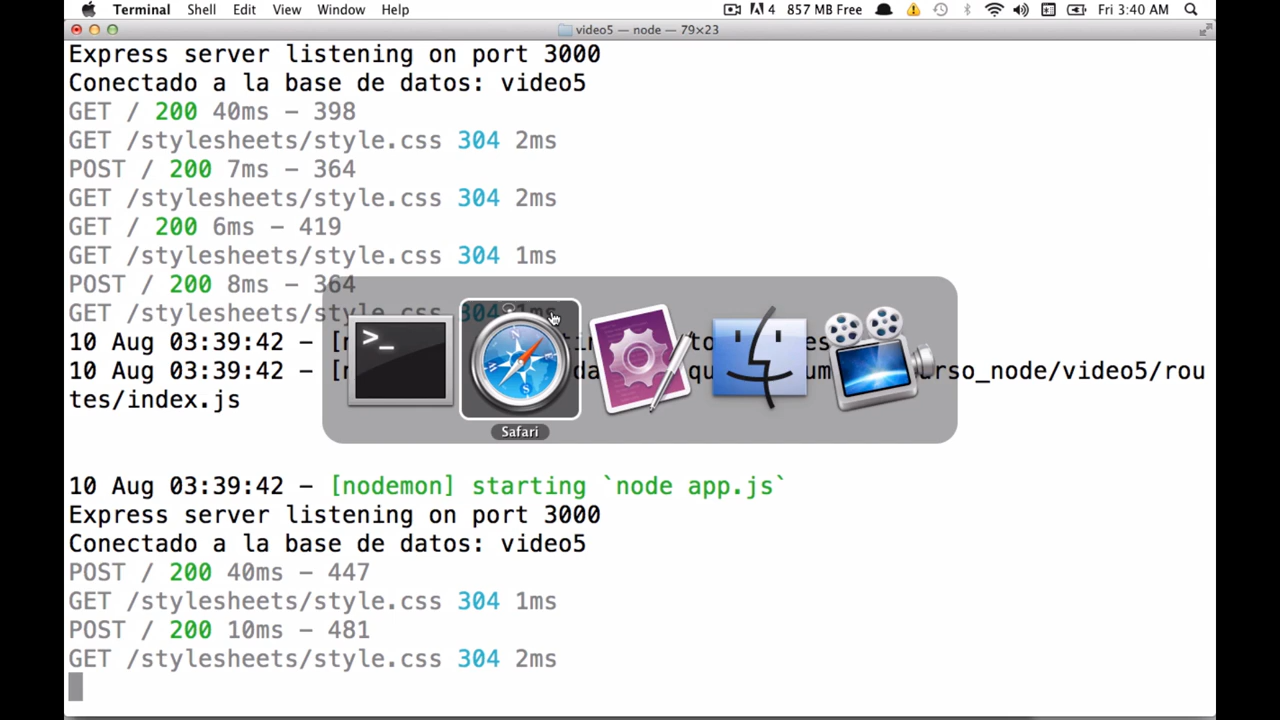 Terminal Shell Edit View Window Help 4 857 MB Free Fri 3:40 AM
video5 — node — 79×23
Express server listening on port 3000
Conectado a la base de datos: video5
GET / 200 40ms – 398
GET /stylesheets/style.css 304 2ms
POST / 200 7ms – 364
GET /stylesheets/style.css 304 2ms
GET / 200 6ms – 419
GET /stylesheets/style.css 304 1ms
POST / 200 8ms – 364
GET /stylesheets/style.css 304 1ms
10 Aug 03:39:42 – [
10 Aug 03:39:42 – [ urso_node/video5/rou
tes/index.js
Safari
10 Aug 03:39:42 – [nodemon] starting `node app.js`
Express server listening on port 3000
Conectado a la base de datos: video5
POST / 200 40ms – 447
GET /stylesheets/style.css 304 1ms
POST / 200 10ms – 481
GET /stylesheets/style.css 304 2ms